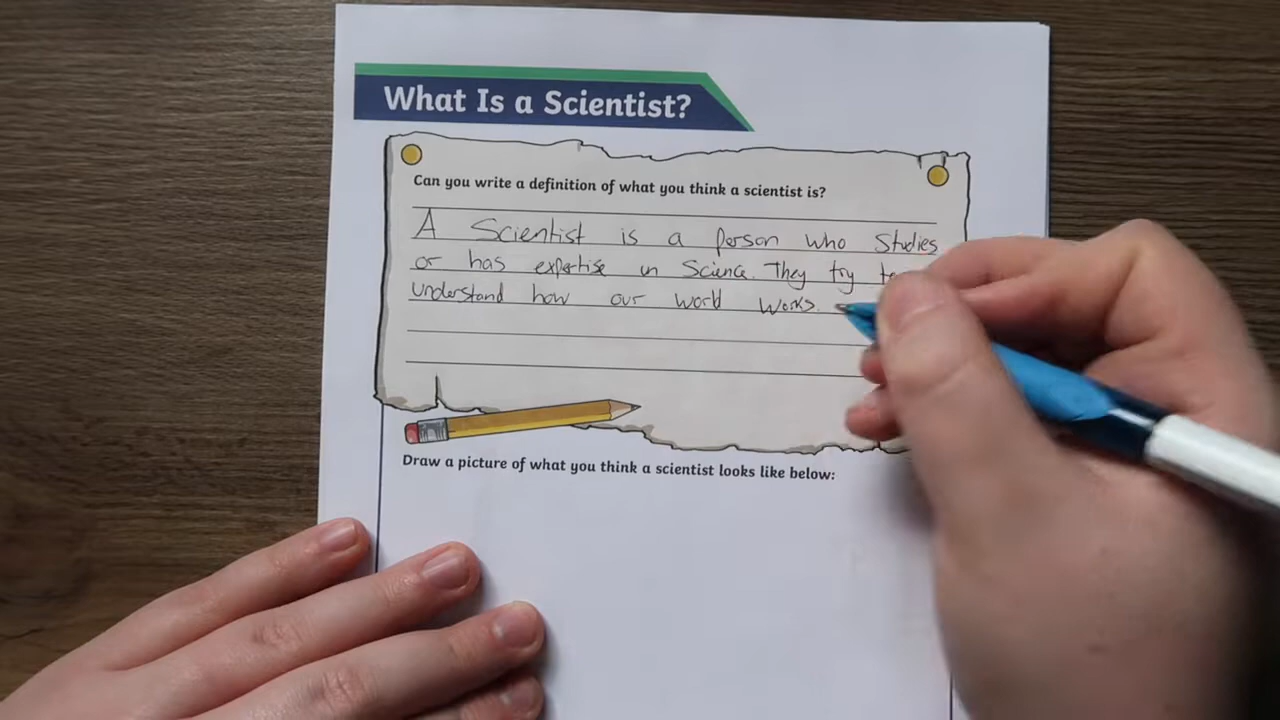 What Is a Scientist?
Can you write a definition of what you think a scientist is?
A Scientist is a person who Studies
or has expertise in Science. They try to
understand how our world works.
Draw a picture of what you think a scientist looks like below: